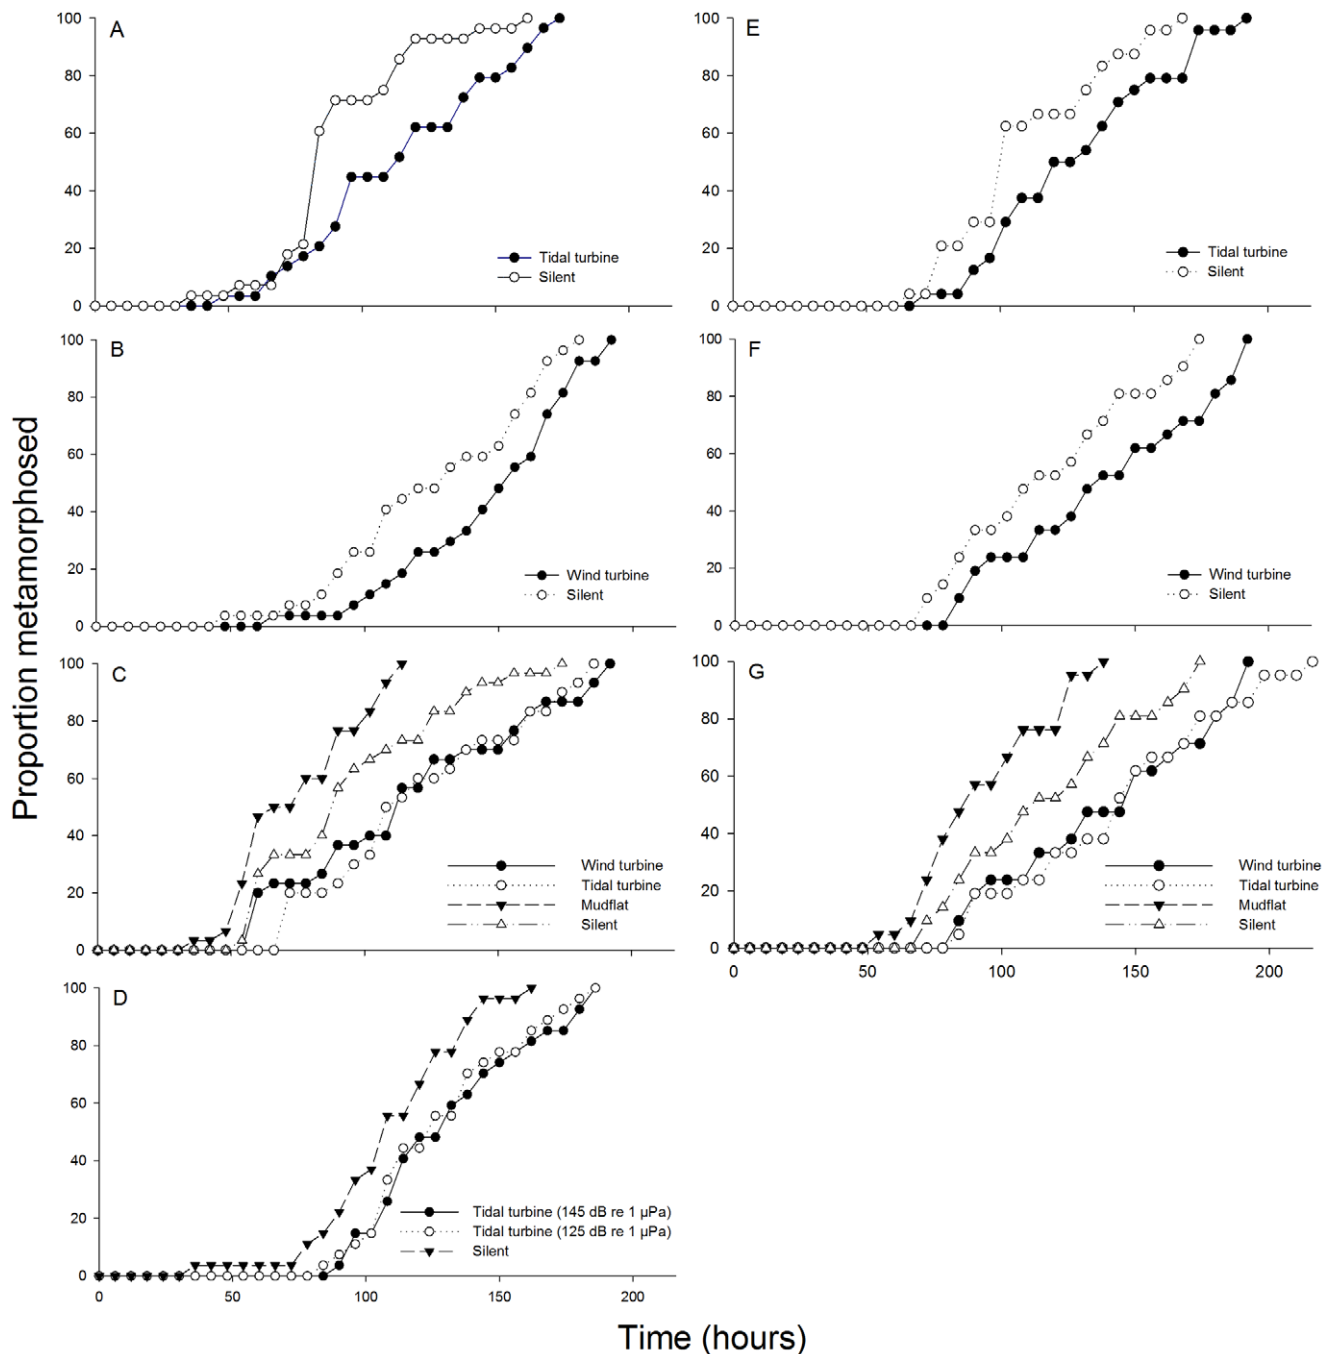 Proportion metamorphosed
A
100
80
60
40
20
0
Tidal turbine
Silent
B
100
80
60
40
20
0
Wind turbine
Silent
C
100
80
60
40
20
0
Wind turbine
Tidal turbine
Mudflat
Silent
D
100
80
60
40
20
0
Tidal turbine (145 dB re 1 µPa)
Tidal turbine (125 dB re 1 µPa)
Silent
0 50 100 150 200
E
100
80
60
40
20
0
Tidal turbine
Silent
F
100
80
60
40
20
0
Wind turbine
Silent
G
100
80
60
40
20
0
Wind turbine
Tidal turbine
Mudflat
Silent
0 50 100 150 200
Time (hours)